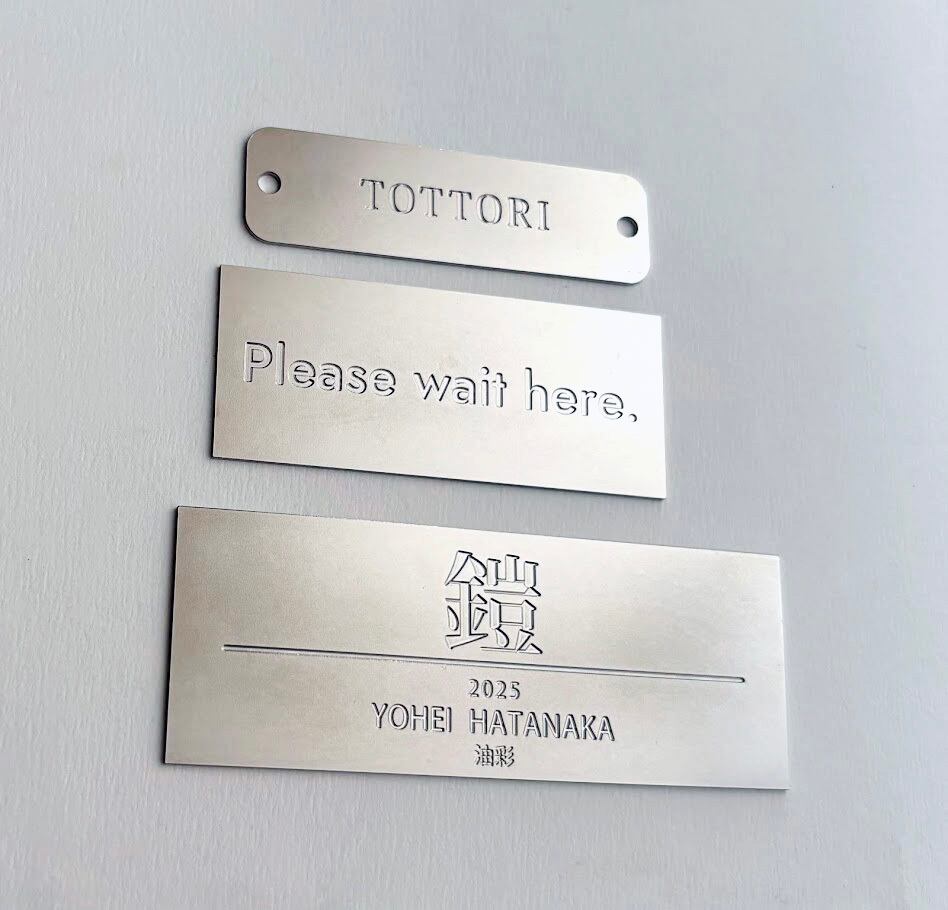 TOTTORI
Please wait here.
鎧
2025
YOHEI HATANAKA
油彩